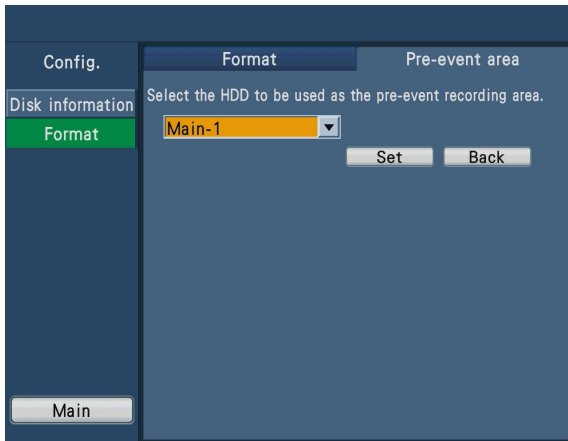 Config.
Format
Pre-event area
Disk information
Format
Select the HDD to be used as the pre-event recording area.
Main-1
Set
Back
Main